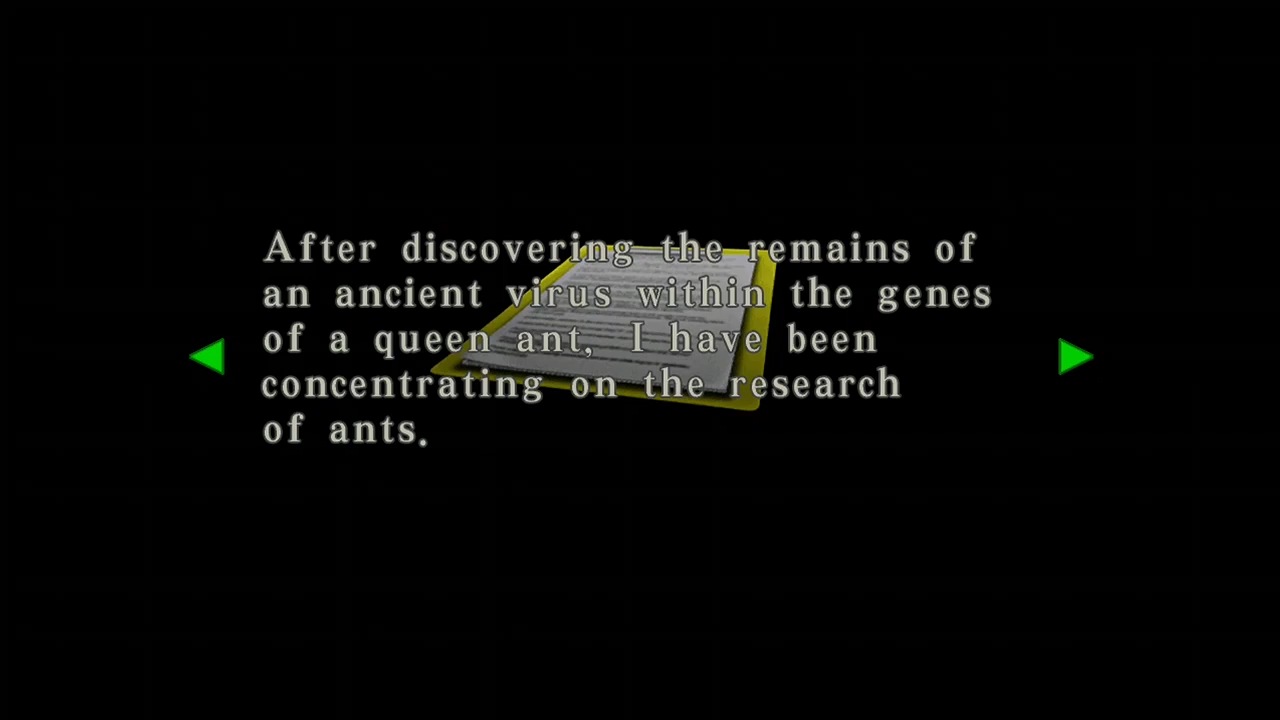 After discovering the remains of
an ancient virus within the genes
of a queen ant, I have been
concentrating on the research
of ants.